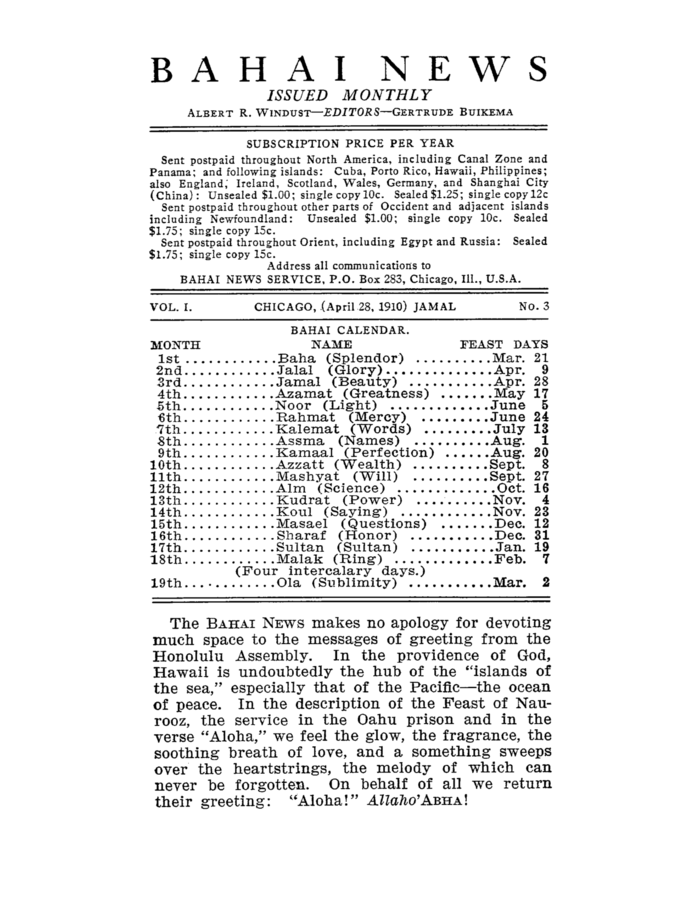 BAHAI NEWS
ISSUED MONTHLY
ALBERT R. WINDUST—EDITORS—GERTRUDE BUIKEMA
SUBSCRIPTION PRICE PER YEAR
Sent postpaid throughout North America, including Canal Zone and
Panama; and following islands: Cuba, Porto Rico, Hawaii, Philippines;
also England, Ireland, Scotland, Wales, Germany, and Shanghai City
(China): Unsealed $1.00; single copy 10c. Sealed $1.25; single copy 12c
Sent postpaid throughout other parts of Occident and adjacent islands
including Newfoundland: Unsealed $1.00; single copy 10c. Sealed
$1.75; single copy 15c.
Sent postpaid throughout Orient, including Egypt and Russia: Sealed
$1.75; single copy 15c.
Address all communications to
BAHAI NEWS SERVICE, P.O. Box 283, Chicago, Ill., U.S.A.
VOL. I. CHICAGO, (April 28, 1910) JAMAL No. 3
BAHAI CALENDAR.
MONTH NAME FEAST DAYS
1st ............Baha (Splendor) ..........Mar. 21
2nd............Jalal (Glory)..............Apr. 9
3rd............Jamal (Beauty) ...........Apr. 28
4th............Azamat (Greatness) .......May 17
5th............Noor (Light) .............June 5
6th............Rahmat (Mercy) .........June 24
7th............Kalemat (Words) .........July 13
8th............Assma (Names) ..........Aug. 1
9th............Kamaal (Perfection) ......Aug. 20
10th............Azzatt (Wealth) ..........Sept. 8
11th............Mashyat (Will) ..........Sept. 27
12th............Alm (Science) .............Oct. 16
13th............Kudrat (Power) ..........Nov. 4
14th............Koul (Saying) ............Nov. 23
15th............Masael (Questions) .......Dec. 12
16th............Sharaf (Honor) ...........Dec. 31
17th............Sultan (Sultan) ...........Jan. 19
18th............Malak (Ring) .............Feb. 7
(Four intercalary days.)
19th............Ola (Sublimity) ...........Mar. 2
The BAHAI NEWS makes no apology for devoting
much space to the messages of greeting from the
Honolulu Assembly. In the providence of God,
Hawaii is undoubtedly the hub of the “islands of
the sea,” especially that of the Pacific—the ocean
of peace. In the description of the Feast of Nau-
rooz, the service in the Oahu prison and in the
verse “Aloha,” we feel the glow, the fragrance, the
soothing breath of love, and a something sweeps
over the heartstrings, the melody of which can
never be forgotten. On behalf of all we return
their greeting: “Aloha!” Allaho’ABHA!